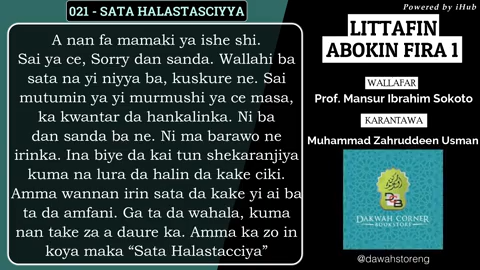 021 - SATA HALASTASCIYYA
A nan fa mamaki ya ishe shi.
Sai ya ce, Sorry dan sanda. Wallahi ba
sata na yi niyya ba, kuskure ne. Sai
mutumin ya yi murmushi ya ce masa,
ka kwantar da hankalinka. Ni ba
dan sanda ba ne. Ni ma barawo ne
irinka. Ina biye da kai tun shekaranjiya
kuma na lura da halin da kake ciki.
Amma wannan irin sata da kake yi ai ba
ta da amfani. Ga ta da wahala, kuma
nan take za a daure ka. Amma ka zo in
koya maka “Sata Halastacciya”
Powered by iHub
LITTAFIN
ABOKIN FIRA 1
WALLAFAR
Prof. Mansur Ibrahim Sokoto
KARANTAWA
Muhammad Zahruddeen Usman
DAKWAH CORNER
BOOKSTORE
@dawahstoreng